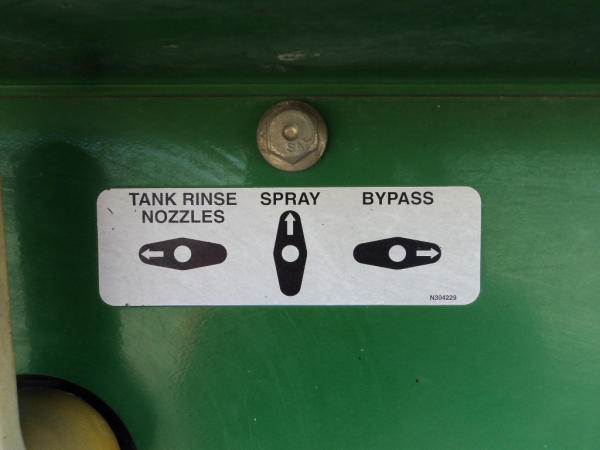 TANK RINSE NOZZLES
SPRAY
BYPASS
N304229